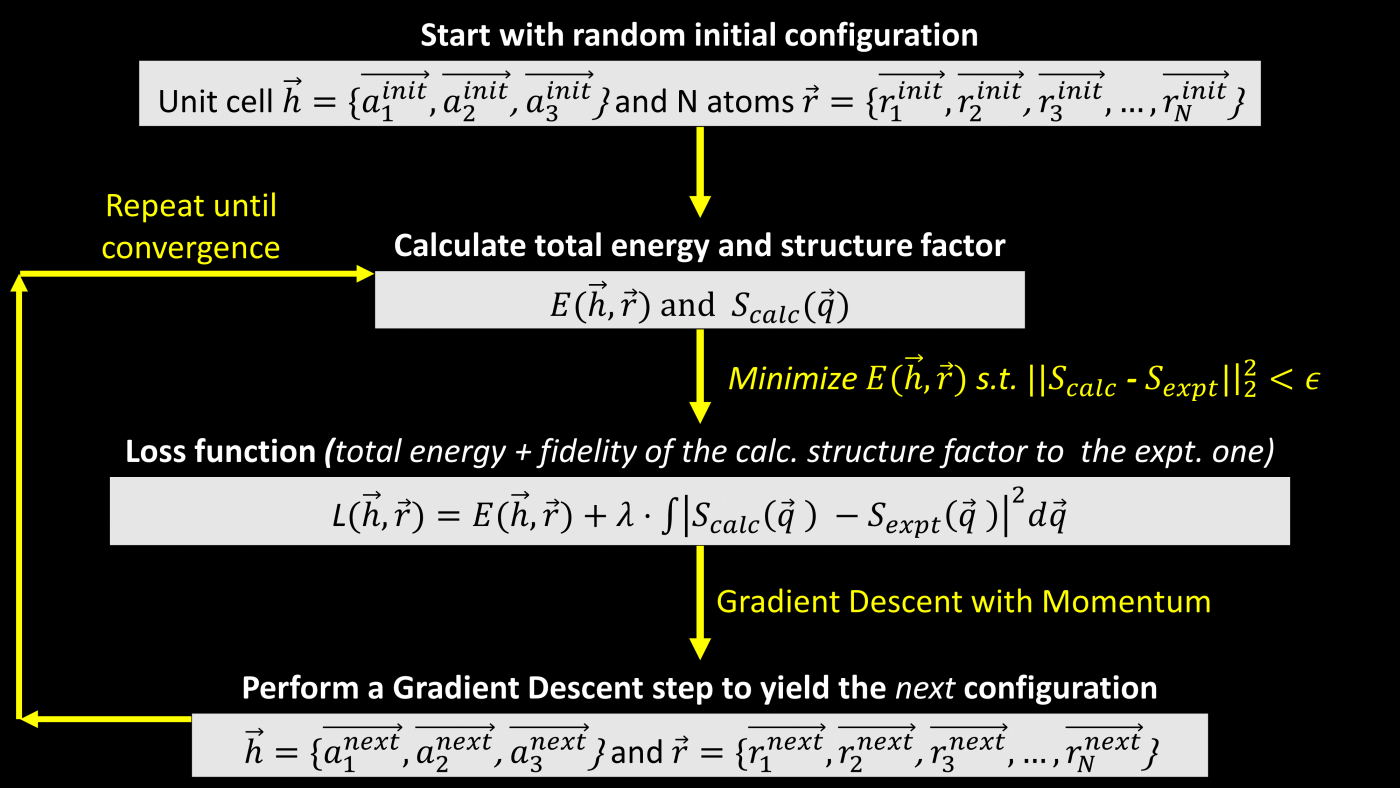 Start with random initial configuration
Unit cell $\vec{h} = \{\overrightarrow{a_1^{init}}, \overrightarrow{a_2^{init}}, \overrightarrow{a_3^{init}}\}$ and N atoms $\vec{r} = \{\overrightarrow{r_1^{init}}, \overrightarrow{r_2^{init}}, \overrightarrow{r_3^{init}}, \ldots, \overrightarrow{r_N^{init}}\}$
Repeat until
convergence
Calculate total energy and structure factor
$E(\vec{h}, \vec{r})$ and $S_{calc}(\vec{q})$
Minimize $E(\vec{h}, \vec{r})$ s.t. $||S_{calc} - S_{expt}||_2^2 < \epsilon$
Loss function (total energy + fidelity of the calc. structure factor to the expt. one)
$L(\vec{h}, \vec{r}) = E(\vec{h}, \vec{r}) + \lambda \cdot \int |S_{calc}(\vec{q}) - S_{expt}(\vec{q})|^2 d\vec{q}$
Gradient Descent with Momentum
Perform a Gradient Descent step to yield the next configuration
$\vec{h} = \{\overrightarrow{a_1^{next}}, \overrightarrow{a_2^{next}}, \overrightarrow{a_3^{next}}\}$ and $\vec{r} = \{\overrightarrow{r_1^{next}}, \overrightarrow{r_2^{next}}, \overrightarrow{r_3^{next}}, \ldots, \overrightarrow{r_N^{next}}\}$